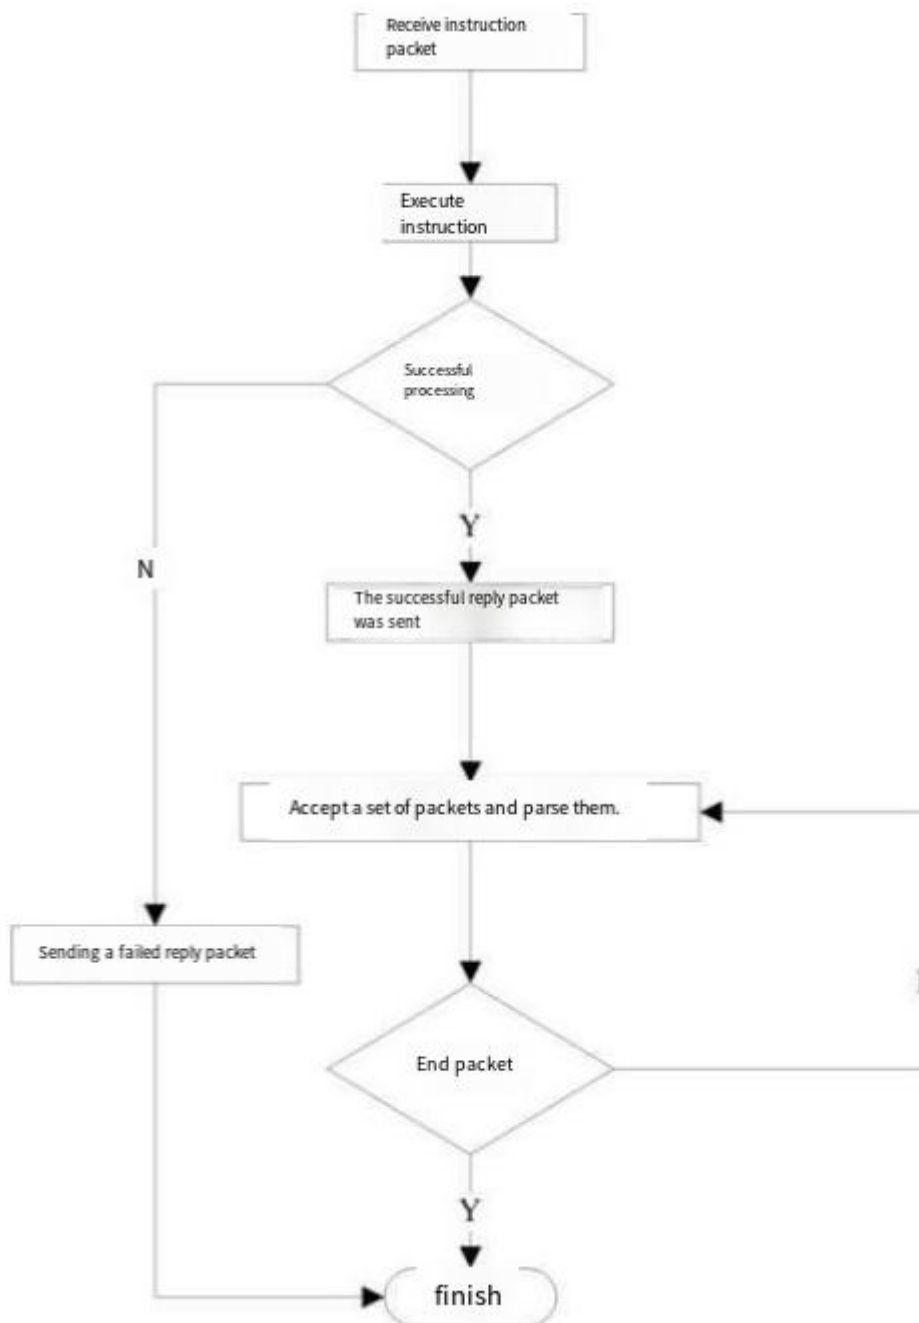 Receive instruction
packet
Execute
instruction
Successful
processing
Y
N
The successful reply packet
was sent
Accept a set of packets and parse them.
Sending a failed reply packet
End packet
Y
finish